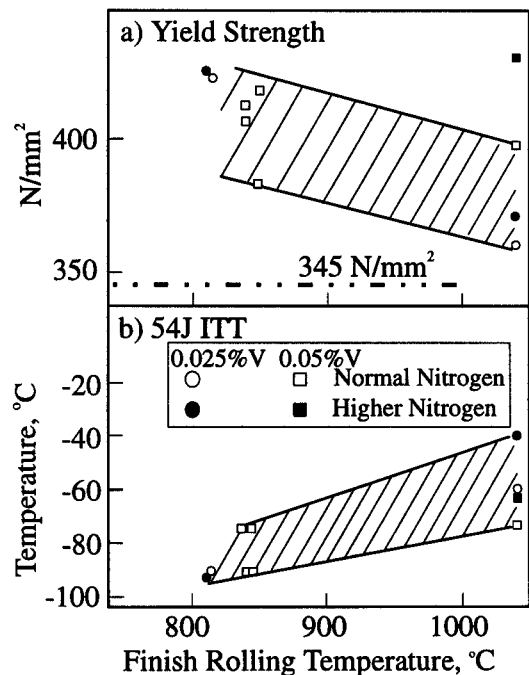 a) Yield Strength
N/mm²
400
350
345 N/mm²
b) 54J ITT
0.025%V 0.05%V
Normal Nitrogen
Higher Nitrogen
Temperature, °C
-20
-40
-60
-80
-100
800 900 1000
Finish Rolling Temperature, °C